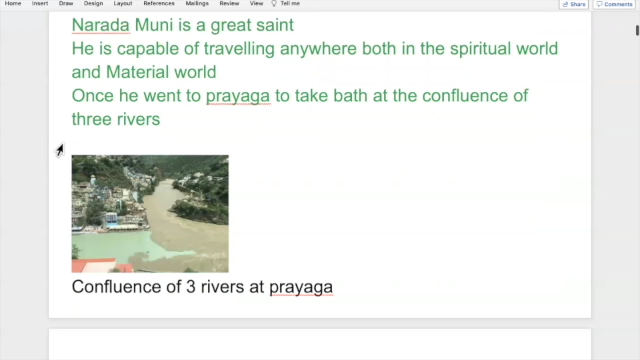 Home Insert Draw Design Layout References Mailings Review View Tell me Share Comments
Narada Muni is a great saint
He is capable of travelling anywhere both in the spiritual world
and Material world
Once he went to prayaga to take bath at the confluence of
three rivers
Confluence of 3 rivers at prayaga